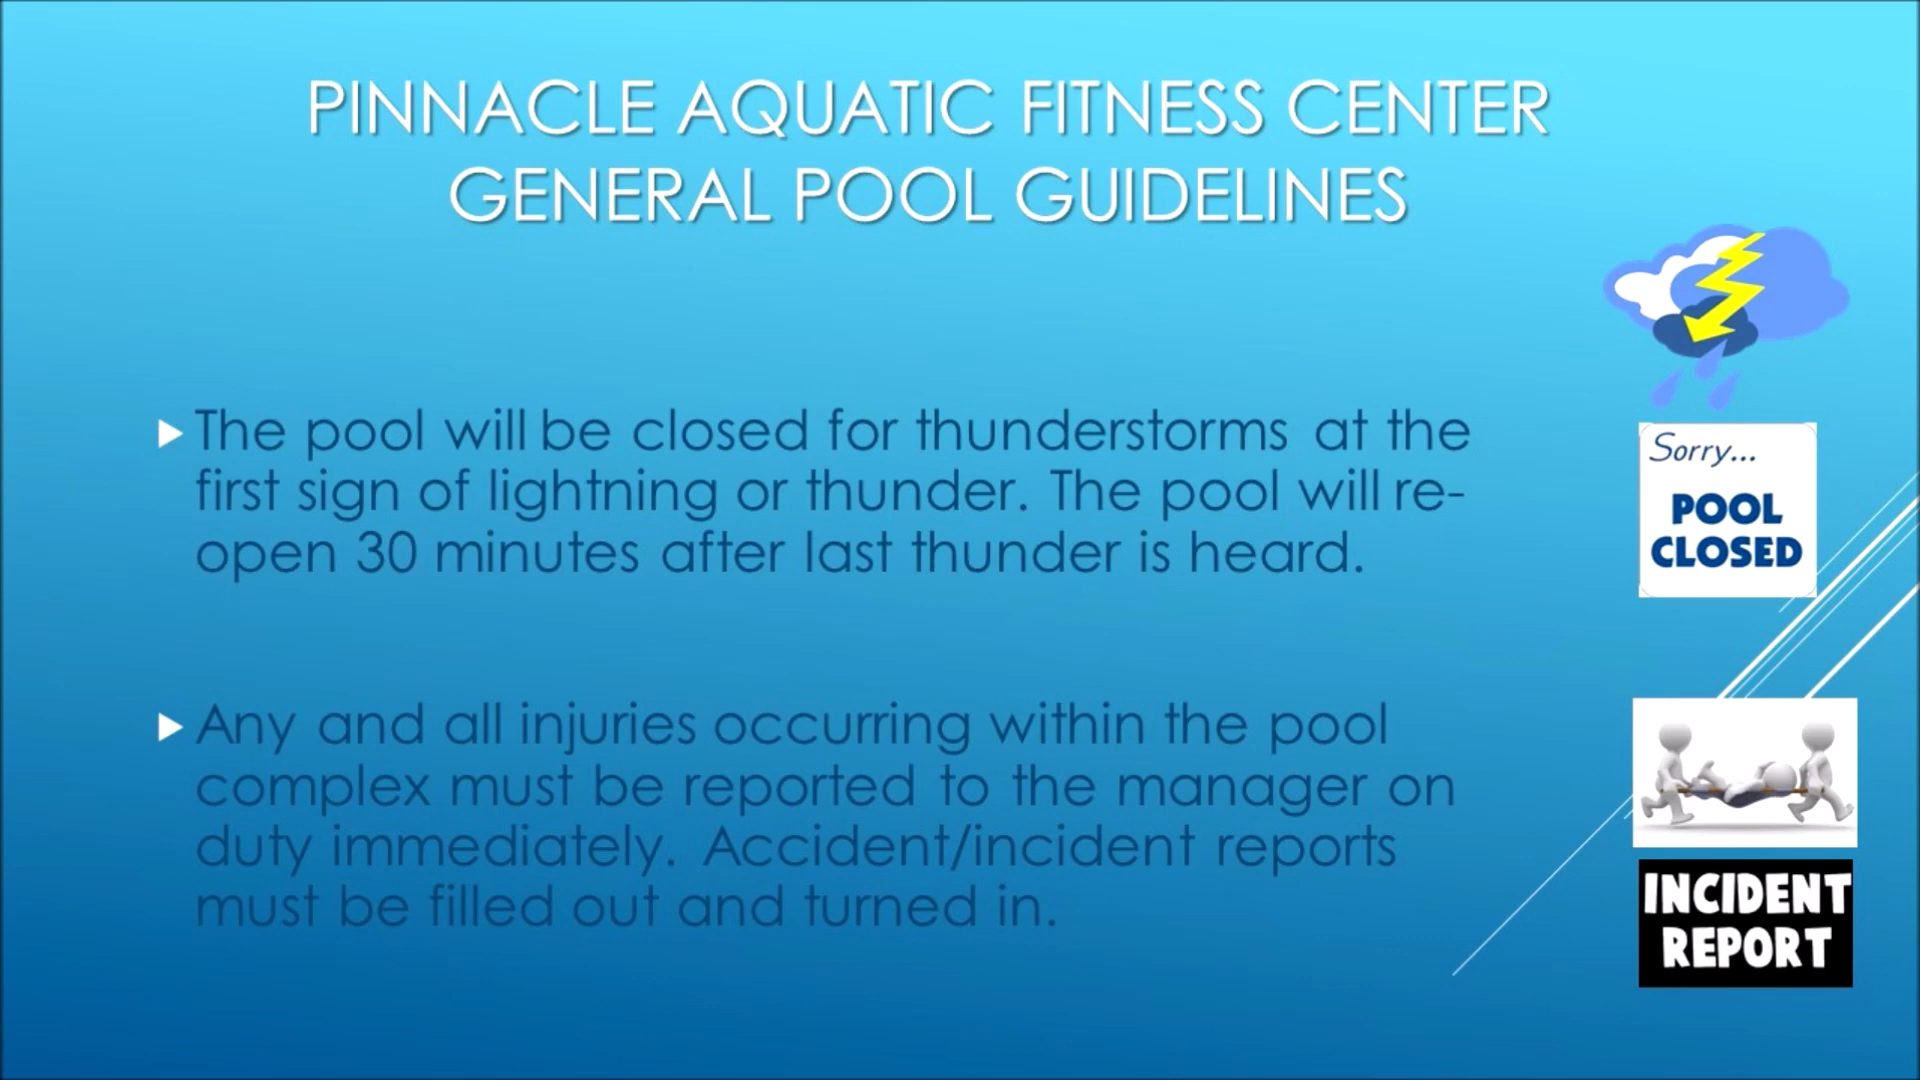 PINNACLE AQUATIC FITNESS CENTER
GENERAL POOL GUIDELINES
The pool will be closed for thunderstorms at the
first sign of lightning or thunder. The pool will re-
open 30 minutes after last thunder is heard.
Sorry...
POOL
CLOSED
Any and all injuries occurring within the pool
complex must be reported to the manager on
duty immediately. Accident/incident reports
must be filled out and turned in.
INCIDENT
REPORT